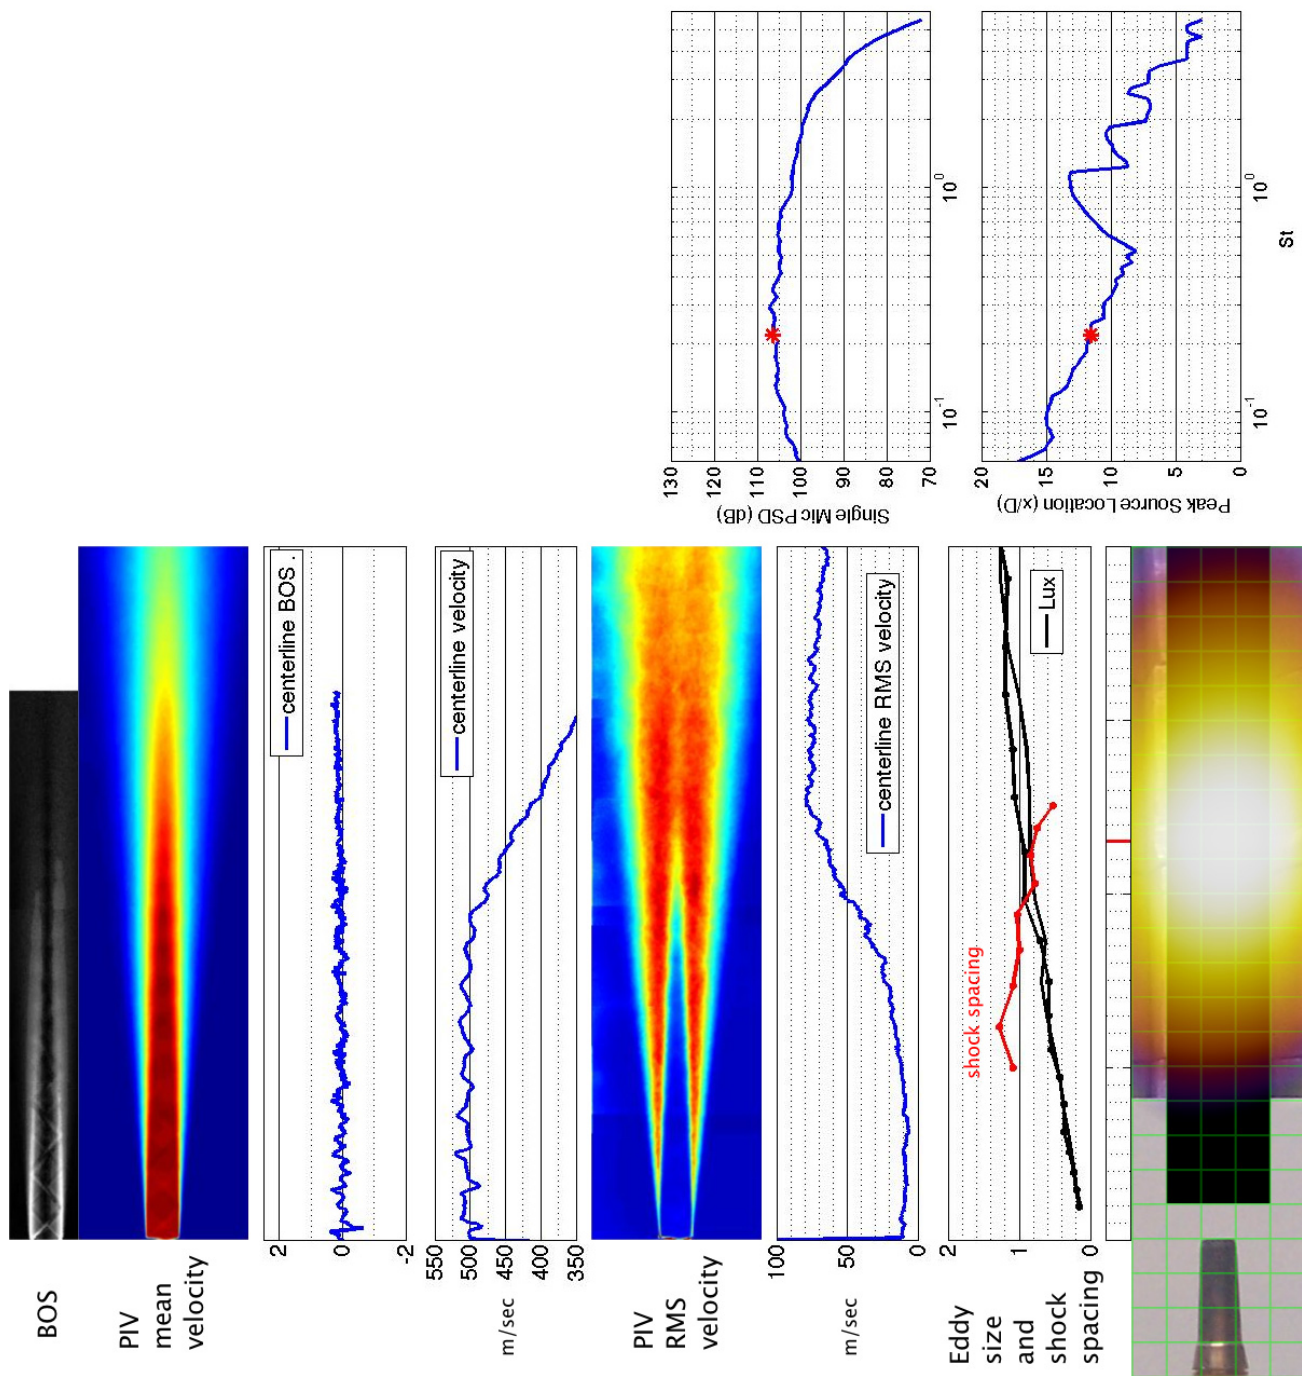 BOS
PIV
mean
velocity
2
0
-2
centerline BOS.
m/sec
550
500
450
400
350
centerline velocity
PIV
RMS
velocity
m/sec
100
50
0
centerline RMS velocity
Eddy
size
and
shock
spacing
2
1
0
shock spacing
Lux
Single Mic PSD (dB)
130
120
110
100
90
80
70
10-1
100
Peak Source Location (x/D)
20
15
10
5
0
10-1
100
St